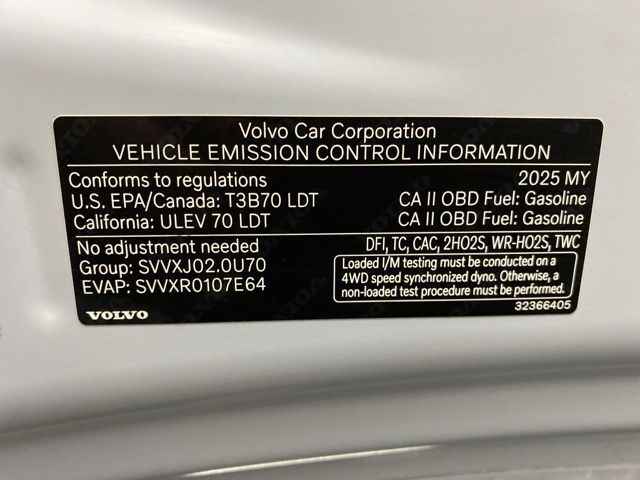 Volvo Car Corporation
VEHICLE EMISSION CONTROL INFORMATION
Conforms to regulations 2025 MY
U.S. EPA/Canada: T3B70 LDT CA II OBD Fuel: Gasoline
California: ULEV 70 LDT CA II OBD Fuel: Gasoline
No adjustment needed DFI, TC, CAC, 2HO2S, WR-HO2S, TWC
Group: SVVXJ02.0U70
EVAP: SVVXR0107E64
Loaded I/M testing must be conducted on a
4WD speed synchronized dyno. Otherwise, a
non-loaded test procedure must be performed.
VOLVO 32366405